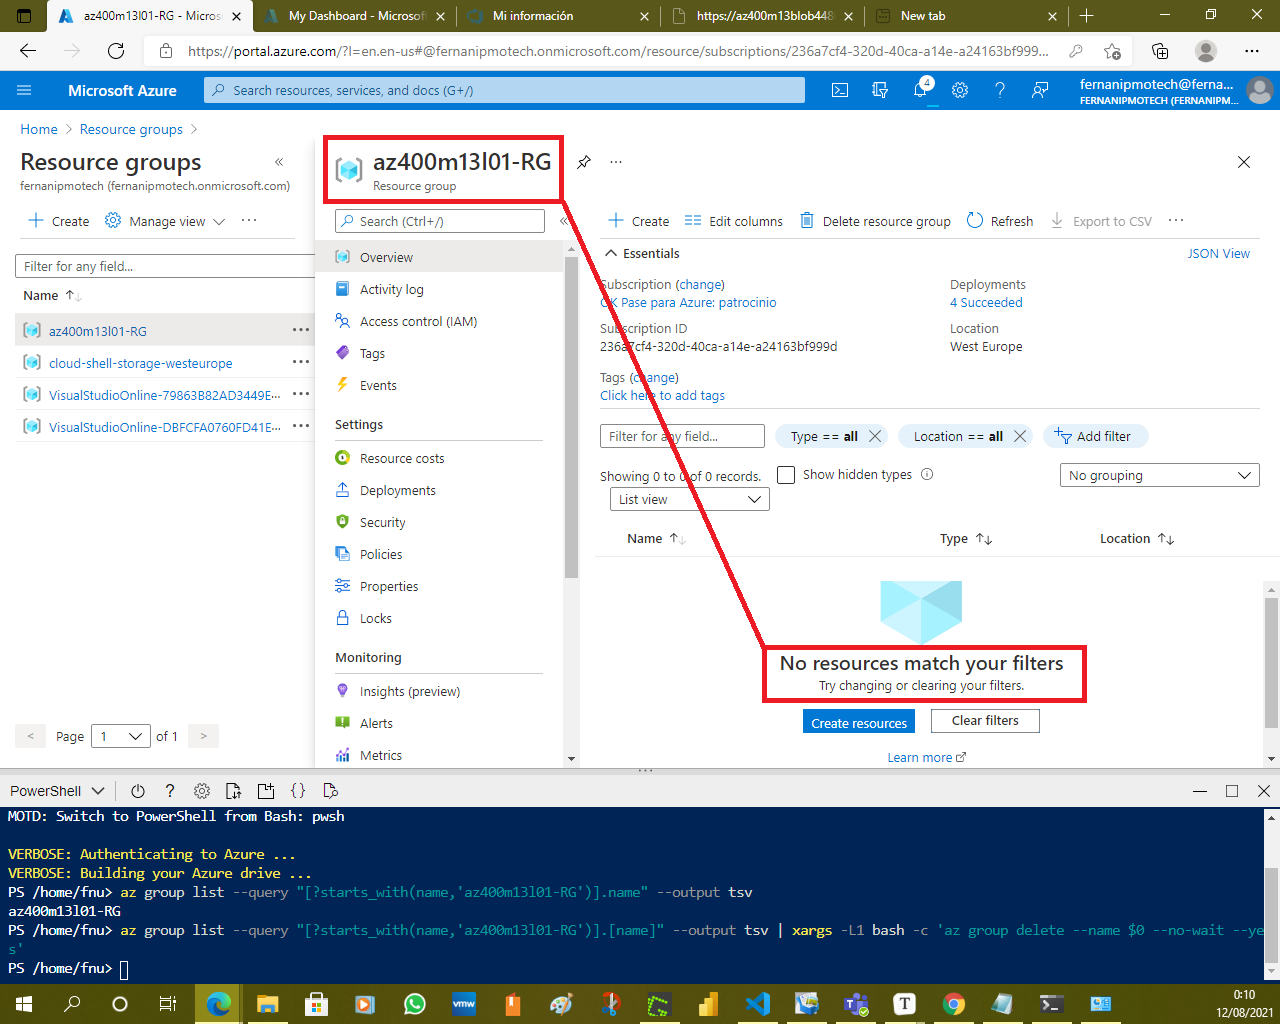 az400m13l01-RG - Micros
My Dashboard - Microsoft
Mi información
https://az400m13blob448
New tab
https://portal.azure.com/?l=en.en-us#@fernanipmotech.onmicrosoft.com/resource/subscriptions/236a7cf4-320d-40ca-a14e-a24163bf999...
Microsoft Azure
Search resources, services, and docs (G+/)
4
fernanipmotech@ferna...
FERNANIPMOTECH (FERNANIPM...
Home > Resource groups >
Resource groups
fernanipmotech (fernanipmotech.onmicrosoft.com)
Create
Manage view
Filter for any field...
Name
az400m13l01-RG
cloud-shell-storage-westeurope
VisualStudioOnline-79863B82AD3449E...
VisualStudioOnline-DBFCFA0760FD41E...
< Page 1 of 1 >
az400m13l01-RG
Resource group
Search (Ctrl+/)
Overview
Activity log
Access control (IAM)
Tags
Events
Settings
Resource costs
Deployments
Security
Policies
Properties
Locks
Monitoring
Insights (preview)
Alerts
Metrics
Create
Edit columns
Delete resource group
Refresh
Export to CSV
Essentials
JSON View
Subscription (change)
CK Pase para Azure: patrocinio
Subscription ID
236a7cf4-320d-40ca-a14e-a24163bf999d
Tags (change)
Click here to add tags
Deployments
4 Succeeded
Location
West Europe
Filter for any field...
Type == all
Location == all
Add filter
Showing 0 to 0 of 0 records.
Show hidden types
No grouping
List view
Name
Type
Location
No resources match your filters
Try changing or clearing your filters.
Create resources
Clear filters
Learn more
PowerShell
MOTD: Switch to PowerShell from Bash: pwsh
VERBOSE: Authenticating to Azure ...
VERBOSE: Building your Azure drive ...
PS /home/fnu> az group list --query "[?starts_with(name,'az400m13l01-RG')].name" --output tsv
az400m13l01-RG
PS /home/fnu> az group list --query "[?starts_with(name,'az400m13l01-RG')].[name]" --output tsv | xargs -L1 bash -c 'az group delete --name $0 --no-wait --ye
s'
PS /home/fnu>
vmw
T
0:10
12/08/2021